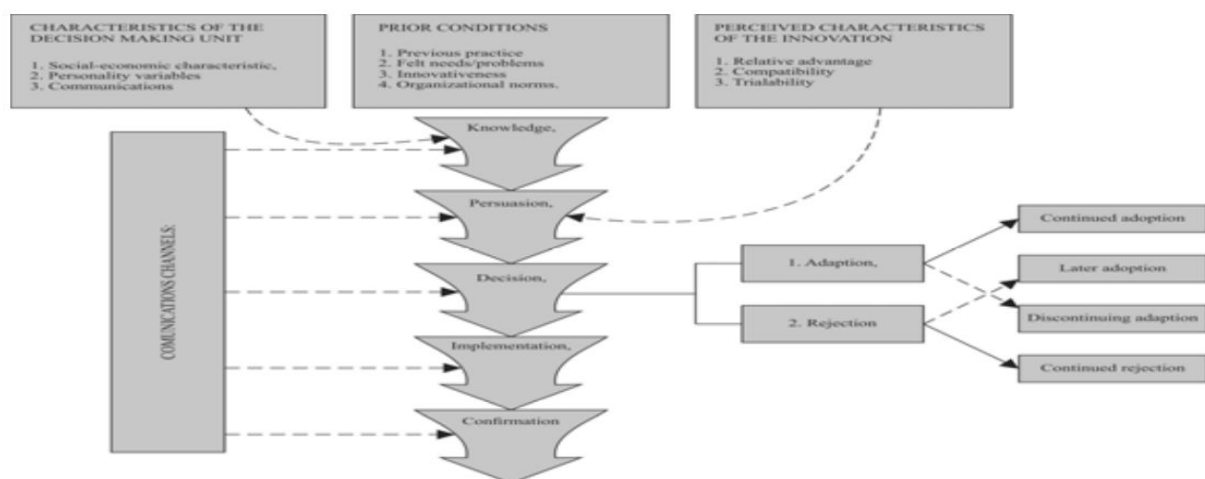 CHARACTERISTICS OF THE
DECISION MAKING UNIT
1. Social-economic characteristic,
2. Personality variables
3. Communications
PRIOR CONDITIONS
1. Previous practice
2. Felt needs/problems
3. Innovativeness
4. Organizational norms.
PERCEIVED CHARACTERISTICS
OF THE INNOVATION
1. Relative advantage
2. Compatibility
3. Trialability
COMUNICATIONS CHANNELS:
Knowledge,
Persuasion,
Decision,
Implementation,
Confirmation
1. Adaption,
2. Rejection
Continued adoption
Later adoption
Discontinuing adaption
Continued rejection